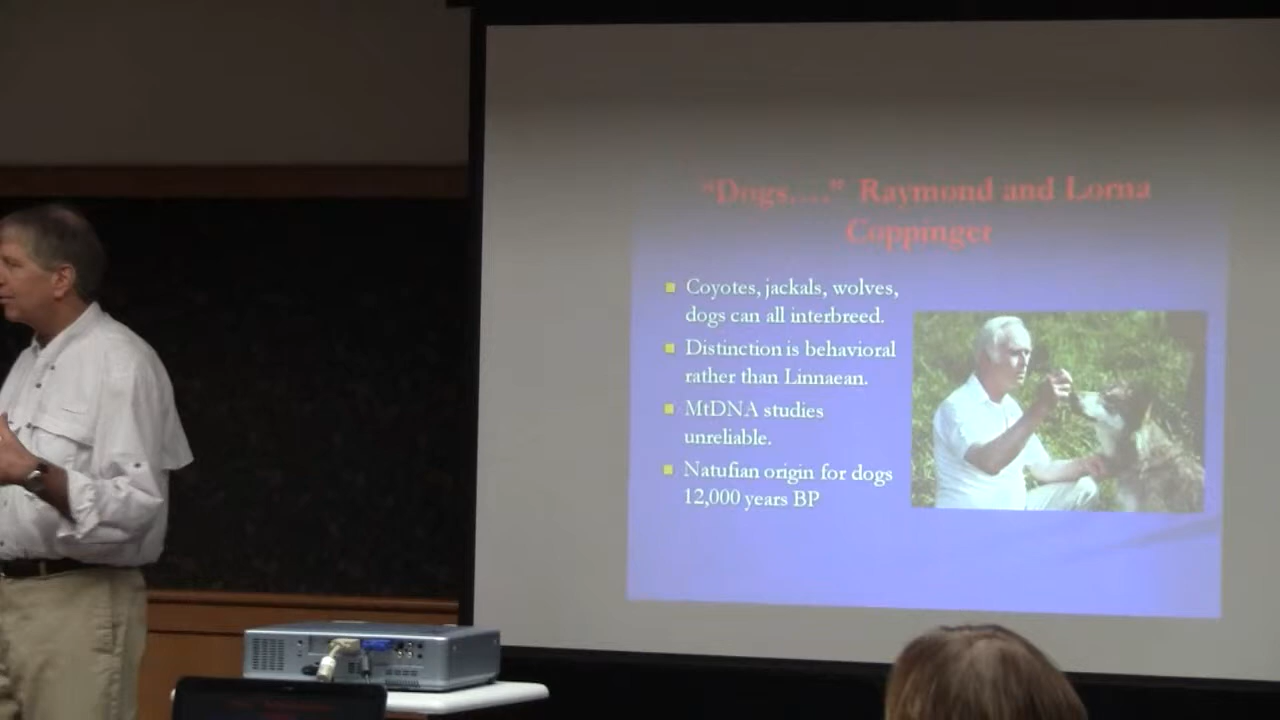 “Dogs....” Raymond and Lorna
Coppinger
Coyotes, jackals, wolves,
dogs can all interbreed.
Distinction is behavioral
rather than Linnaean.
MtDNA studies
unreliable.
Natufian origin for dogs
12,000 years BP